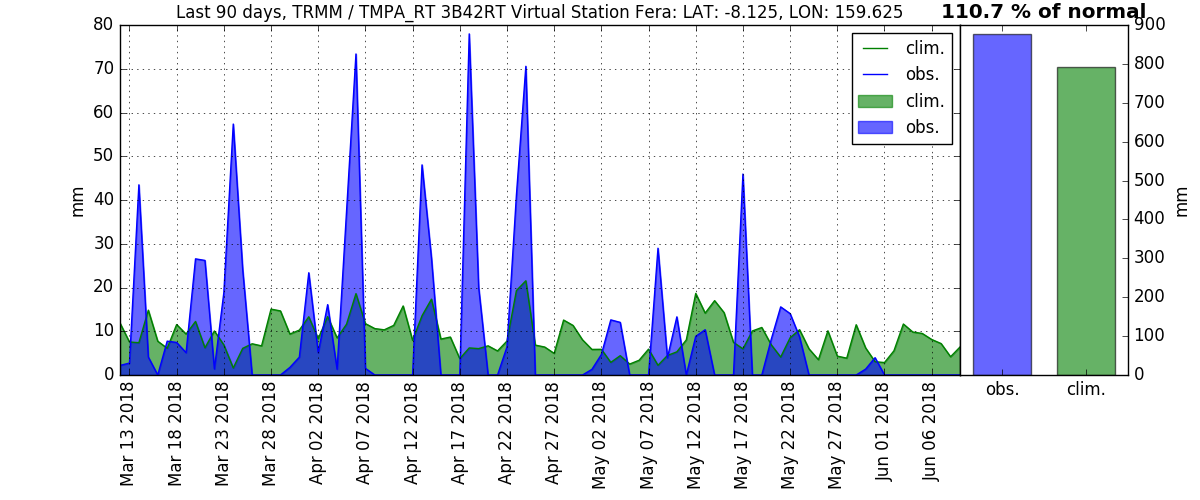 Last 90 days, TRMM / TMPA_RT 3B42RT Virtual Station Fera: LAT: -8.125, LON: 159.625
110.7 % of normal
80
70
60
50
40
30
20
10
0
mm
clim.
obs.
clim.
obs.
900
800
700
600
500
400
300
200
100
0
mm
obs.
clim.
Mar 13 2018
Mar 18 2018
Mar 23 2018
Mar 28 2018
Apr 02 2018
Apr 07 2018
Apr 12 2018
Apr 17 2018
Apr 22 2018
Apr 27 2018
May 02 2018
May 07 2018
May 12 2018
May 17 2018
May 22 2018
May 27 2018
Jun 01 2018
Jun 06 2018